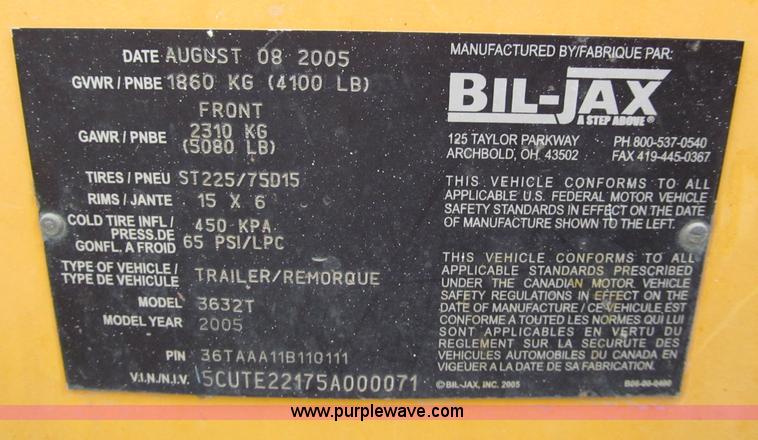 DATE AUGUST 08 2005
GVWR / PNBE 1860 KG (4100 LB)
FRONT
GAWR / PNBE 2310 KG
(5080 LB)
TIRES / PNEU ST225/75D15
RIMS / JANTE 15 X 6
COLD TIRE INFL / PRESS.DE GONFL. A FROID 450 KPA
65 PSI/LPC
TYPE OF VEHICLE / TYPE DE VEHICULE TRAILER/REMORQUE
MODEL 3632T
MODEL YEAR 2005
PIN 36TAAA11B110111
V.I.N./N.I.V. 5CUTE22175A000071
MANUFACTURED BY/FABRIQUE PAR:
BIL-JAX
A STEP ABOVE®
125 TAYLOR PARKWAY PH 800-537-0540
ARCHBOLD, OH 43502 FAX 419-445-0367
THIS VEHICLE CONFORMS TO ALL
APPLICABLE U.S. FEDERAL MOTOR VEHICLE
SAFETY STANDARDS IN EFFECT ON THE DATE
OF MANUFACTURE SHOWN TO THE LEFT.
THIS VEHICLE CONFORMS TO ALL
APPLICABLE STANDARDS PRESCRIBED
UNDER THE CANADIAN MOTOR VEHICLE
SAFETY REGULATIONS IN EFFECT ON THE
DATE OF MANUFACTURE / CE VEHICULE EST
CONFORME A TOUTES LES NORMES QUI LUI
SONT APPLICABLES EN VERTU DU
REGLEMENT SUR LA SECURITE DES
VEHICULES AUTOMOBILES DU CANADA EN
VIGEUER A LA DATE DE SA FABRICATION.
©BIL-JAX, INC. 2005 B06-00-0400
www.purplewave.com